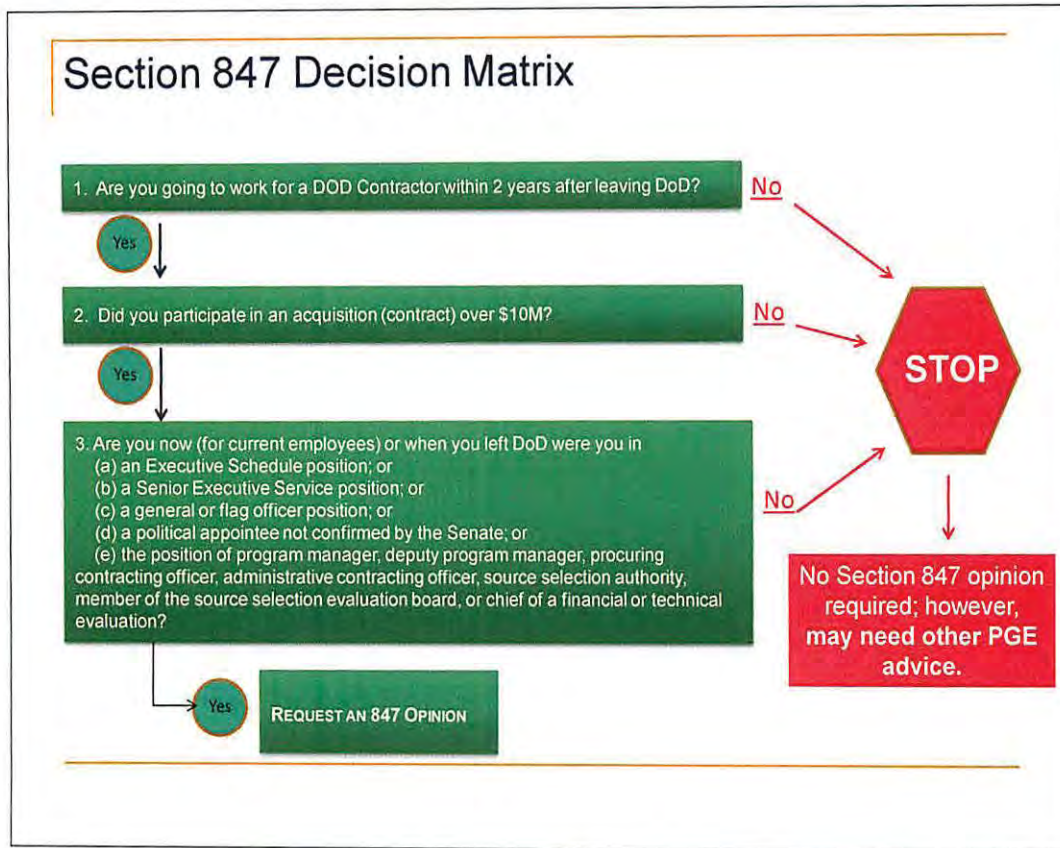 Section 847 Decision Matrix
1. Are you going to work for a DOD Contractor within 2 years after leaving DoD?
No
Yes
2. Did you participate in an acquisition (contract) over $10M?
No
Yes
STOP
3. Are you now (for current employees) or when you left DoD were you in
(a) an Executive Schedule position; or
(b) a Senior Executive Service position; or
(c) a general or flag officer position; or
(d) a political appointee not confirmed by the Senate; or
(e) the position of program manager, deputy program manager, procuring
contracting officer, administrative contracting officer, source selection authority,
member of the source selection evaluation board, or chief of a financial or technical
evaluation?
No
No Section 847 opinion
required; however,
may need other PGE
advice.
Yes
REQUEST AN 847 OPINION